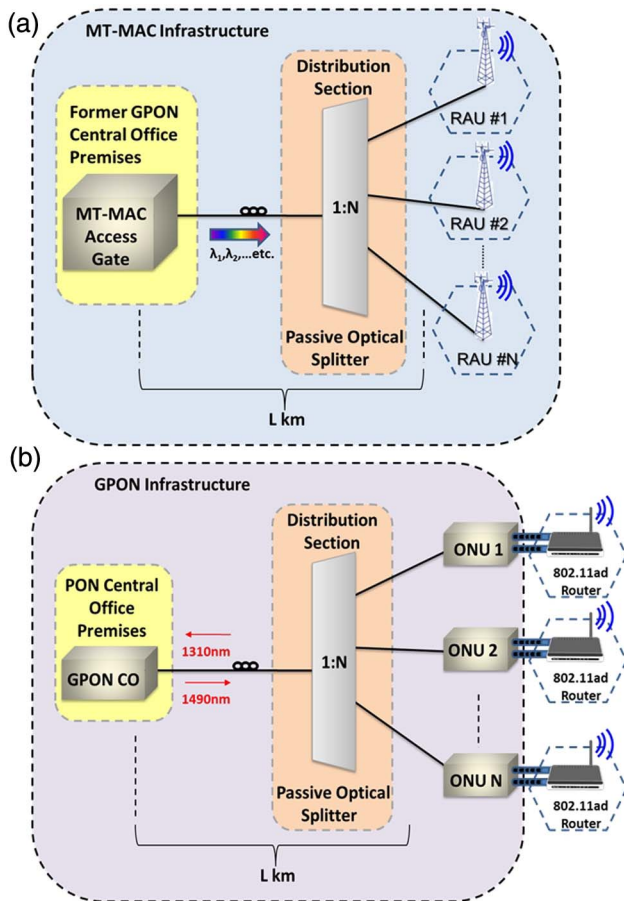 (a)
MT-MAC Infrastructure
Former GPON
Central Office
Premises
MT-MAC
Access
Gate
λ1,λ2,...etc.
Distribution
Section
1:N
Passive Optical
Splitter
RAU #1
RAU #2
RAU #N
L km
(b)
GPON Infrastructure
PON Central
Office
Premises
GPON CO
1310nm
1490nm
Distribution
Section
1:N
Passive Optical
Splitter
ONU 1
802.11ad
Router
ONU 2
802.11ad
Router
ONU N
802.11ad
Router
L km